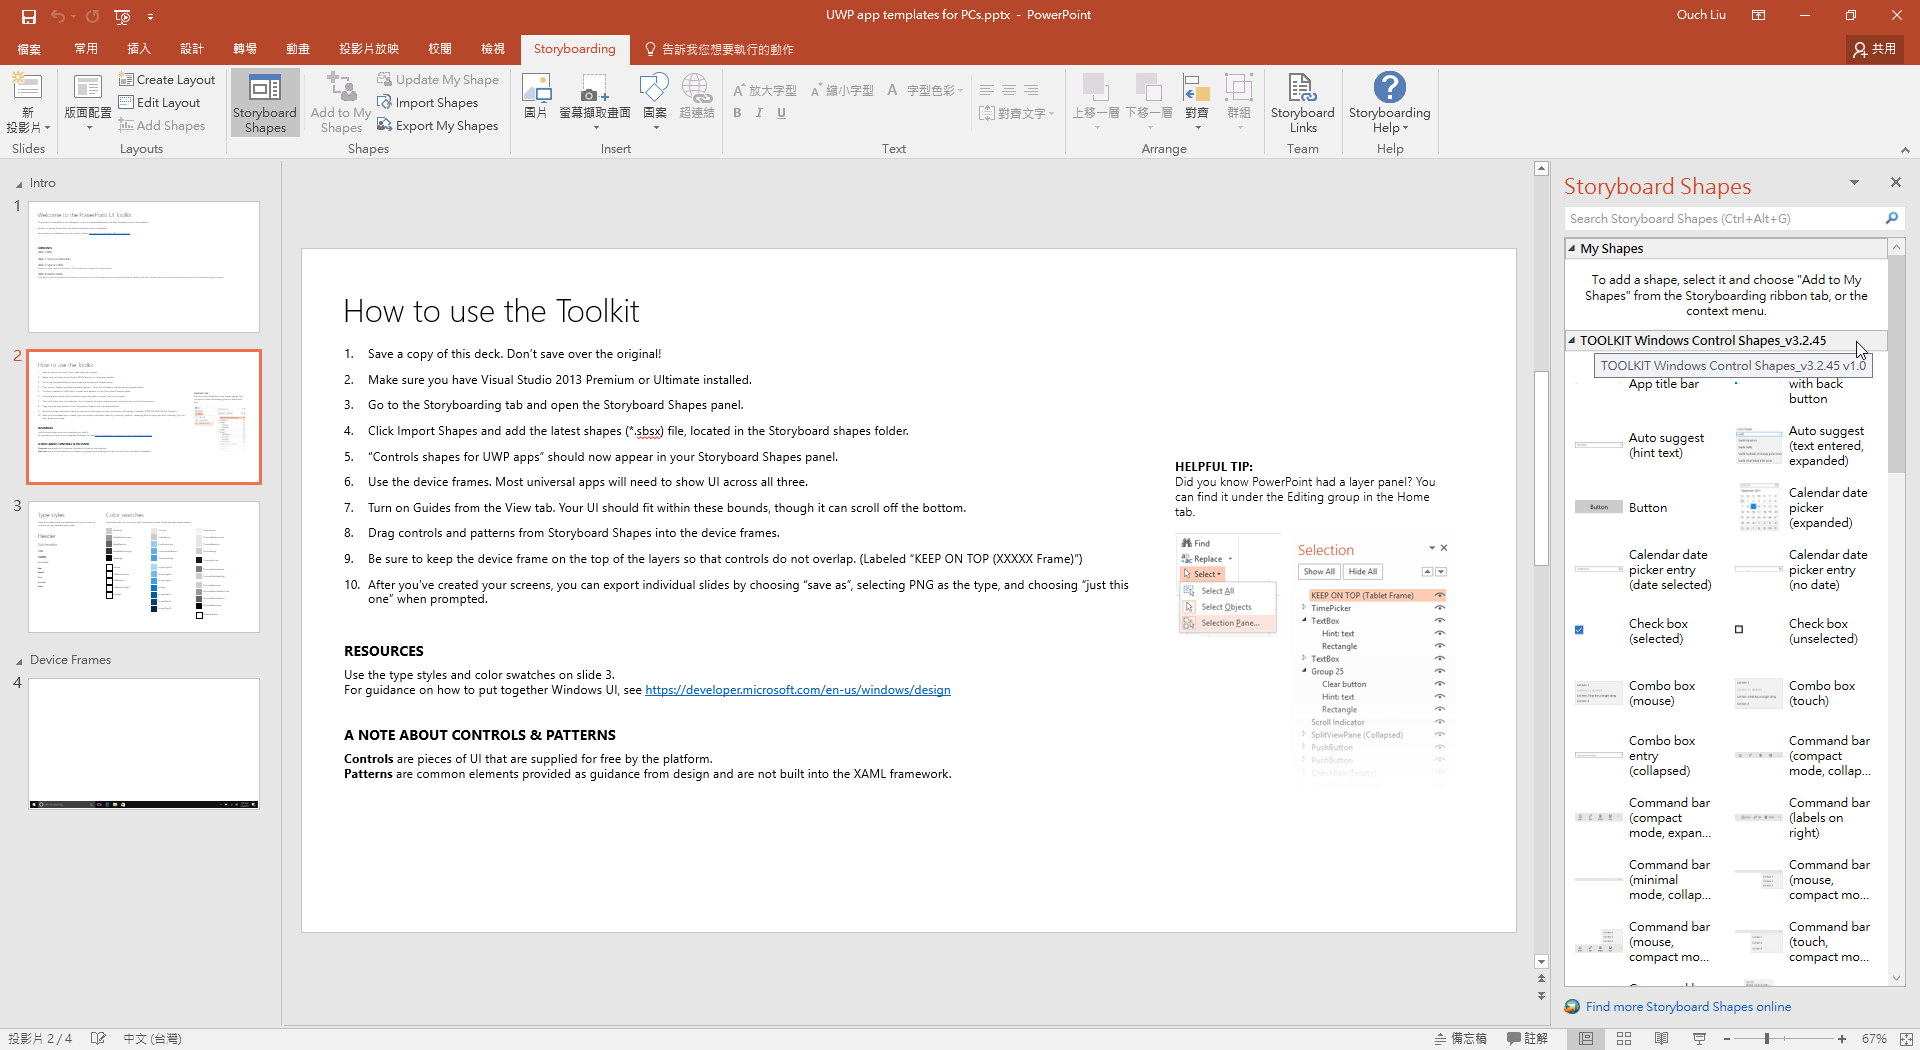 UWP app templates for PCs.pptx - PowerPoint
Ouch Liu
檔案
常用
插入
設計
轉場
動畫
投影片放映
校閱
檢視
Storyboarding
告訴我您想要執行的動作
共用
新
投影片
Slides
版面配置
Create Layout
Edit Layout
Add Shapes
Layouts
Storyboard
Shapes
Add to My
Shapes
Update My Shape
Import Shapes
Export My Shapes
Shapes
圖片
螢幕擷取畫面
圖案
超連結
Insert
放大字型
縮小字型
字型色彩
B I U
對齊文字
Text
上移一層
下移一層
對齊
群組
Arrange
Storyboard
Links
Team
Storyboarding
Help
Help
Intro
1
Welcome to the PowerPoint UI Toolkit
2
How to use the Toolkit
3
Type styles
Color swatches
Header
Device Frames
4
How to use the Toolkit
1. Save a copy of this deck. Don’t save over the original!
2. Make sure you have Visual Studio 2013 Premium or Ultimate installed.
3. Go to the Storyboarding tab and open the Storyboard Shapes panel.
4. Click Import Shapes and add the latest shapes (*.sbsx) file, located in the Storyboard shapes folder.
5. “Controls shapes for UWP apps” should now appear in your Storyboard Shapes panel.
6. Use the device frames. Most universal apps will need to show UI across all three.
7. Turn on Guides from the View tab. Your UI should fit within these bounds, though it can scroll off the bottom.
8. Drag controls and patterns from Storyboard Shapes into the device frames.
9. Be sure to keep the device frame on the top of the layers so that controls do not overlap. (Labeled “KEEP ON TOP (XXXXX Frame)”)
10. After you’ve created your screens, you can export individual slides by choosing “save as”, selecting PNG as the type, and choosing “just this
one” when prompted.
RESOURCES
Use the type styles and color swatches on slide 3.
For guidance on how to put together Windows UI, see https://developer.microsoft.com/en-us/windows/design
A NOTE ABOUT CONTROLS & PATTERNS
Controls are pieces of UI that are supplied for free by the platform.
Patterns are common elements provided as guidance from design and are not built into the XAML framework.
HELPFUL TIP:
Did you know PowerPoint had a layer panel? You
can find it under the Editing group in the Home
tab.
Find
Replace
Select
Select All
Select Objects
Selection Pane...
Selection
Show All
Hide All
KEEP ON TOP (Tablet Frame)
TimePicker
TextBox
Hint: text
Rectangle
TextBox
Group 25
Clear button
Hint: text
Rectangle
Scroll Indicator
SplitViewPane (Collapsed)
PushButton
PushButton
CheckBox (Empty)
Storyboard Shapes
Search Storyboard Shapes (Ctrl+Alt+G)
My Shapes
To add a shape, select it and choose "Add to My
Shapes" from the Storyboarding ribbon tab, or the
context menu.
TOOLKIT Windows Control Shapes_v3.2.45
TOOLKIT Windows Control Shapes_v3.2.45 v1.0
App title bar
with back
button
Auto suggest
(hint text)
Auto suggest
(text entered,
expanded)
Button
Button
Calendar date
picker
(expanded)
Calendar date
picker entry
(date selected)
Calendar date
picker entry
(no date)
Check box
(selected)
Check box
(unselected)
Combo box
(mouse)
Combo box
(touch)
Combo box
entry
(collapsed)
Command bar
(compact
mode, collap...
Command bar
(compact
mode, expan...
Command bar
(labels on
right)
Command bar
(minimal
mode, collap...
Command bar
(mouse,
compact mo...
Command bar
(mouse,
compact mo...
Command bar
(touch,
compact mo...
Find more Storyboard Shapes online
投影片 2 / 4
中文 (台灣)
備忘稿
註解
67%